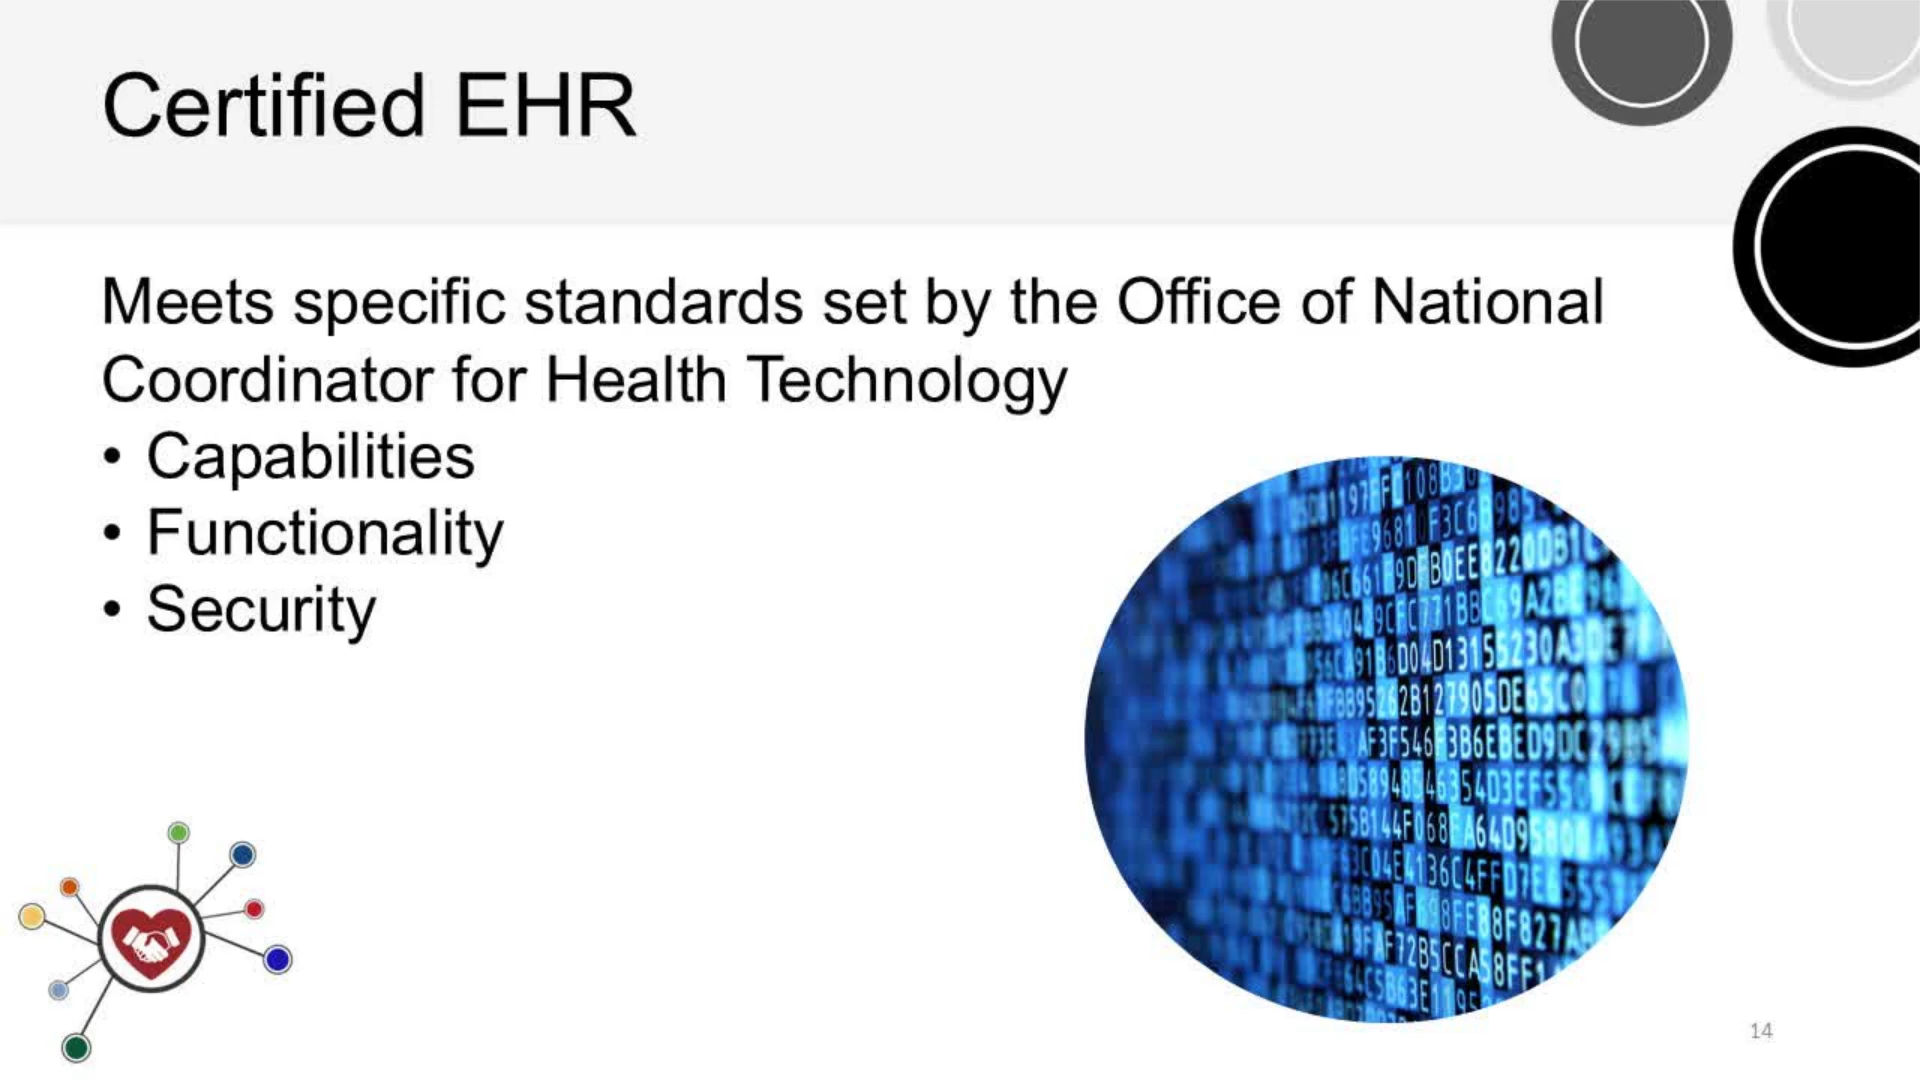 Certified EHR
Meets specific standards set by the Office of National
Coordinator for Health Technology
• Capabilities
• Functionality
• Security
14